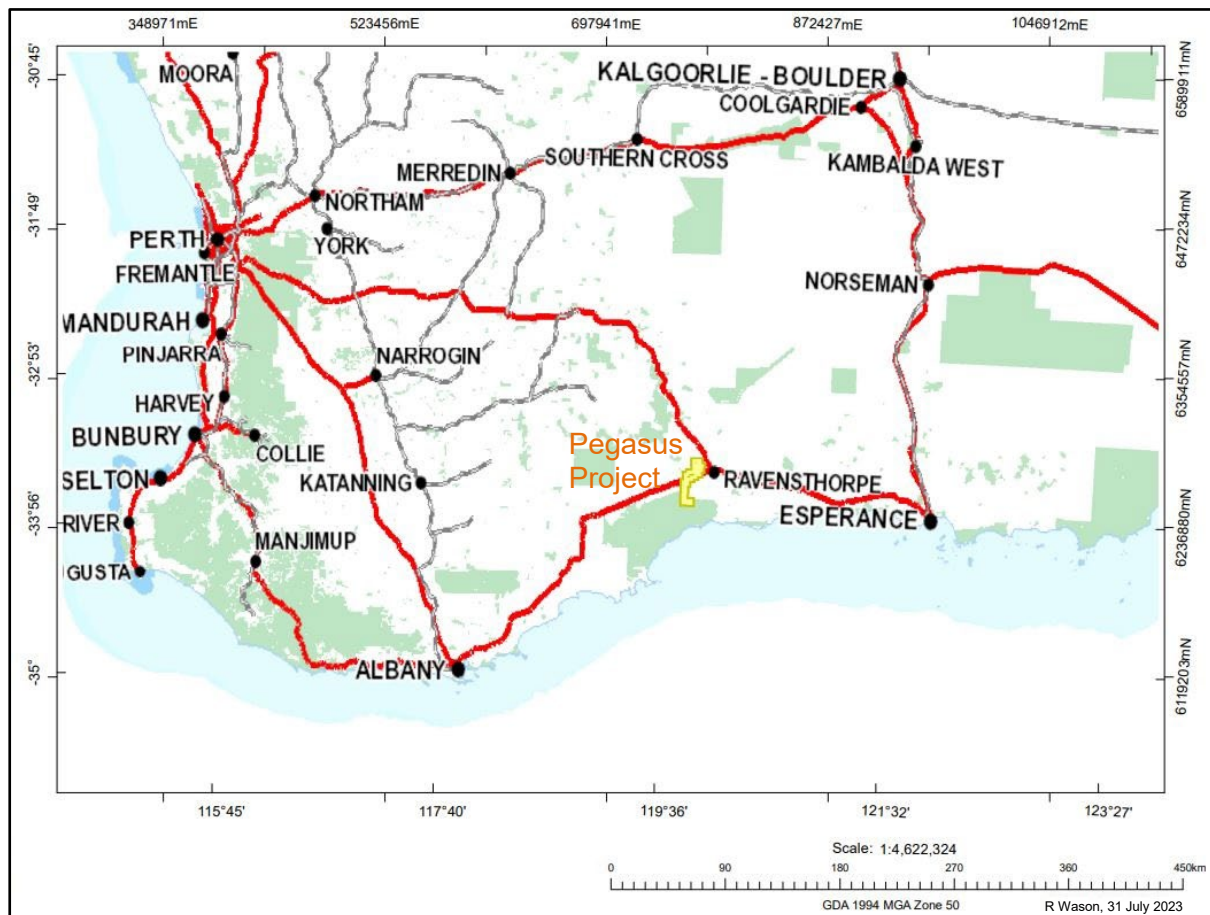 348971mE
523456mE
697941mE
872427mE
1046912mE
-30°45'
-31°49'
-32°53'
-33°56'
-35°
6589911mN
6472234mN
6354557mN
6236880mN
6119203mN
MOORA
KALGOORLIE - BOULDER
COOLGARDIE
SOUTHERN CROSS
KAMBALDA WEST
MERREDIN
NORTHAM
PERTH
YORK
FREMANTLE
NORSEMAN
MANDURAH
PINJARRA
NARROGIN
HARVEY
BUNBURY
COLLIE
Pegasus
Project
SELTON
KATANNING
RAVENSTHORPE
RIVER
ESPERANCE
MANJIMUP
GUSTA
ALBANY
115°45'
117°40'
119°36'
121°32'
123°27'
Scale: 1:4,622,324
0 90 180 270 360 450km
GDA 1994 MGA Zone 50
R Wason, 31 July 2023